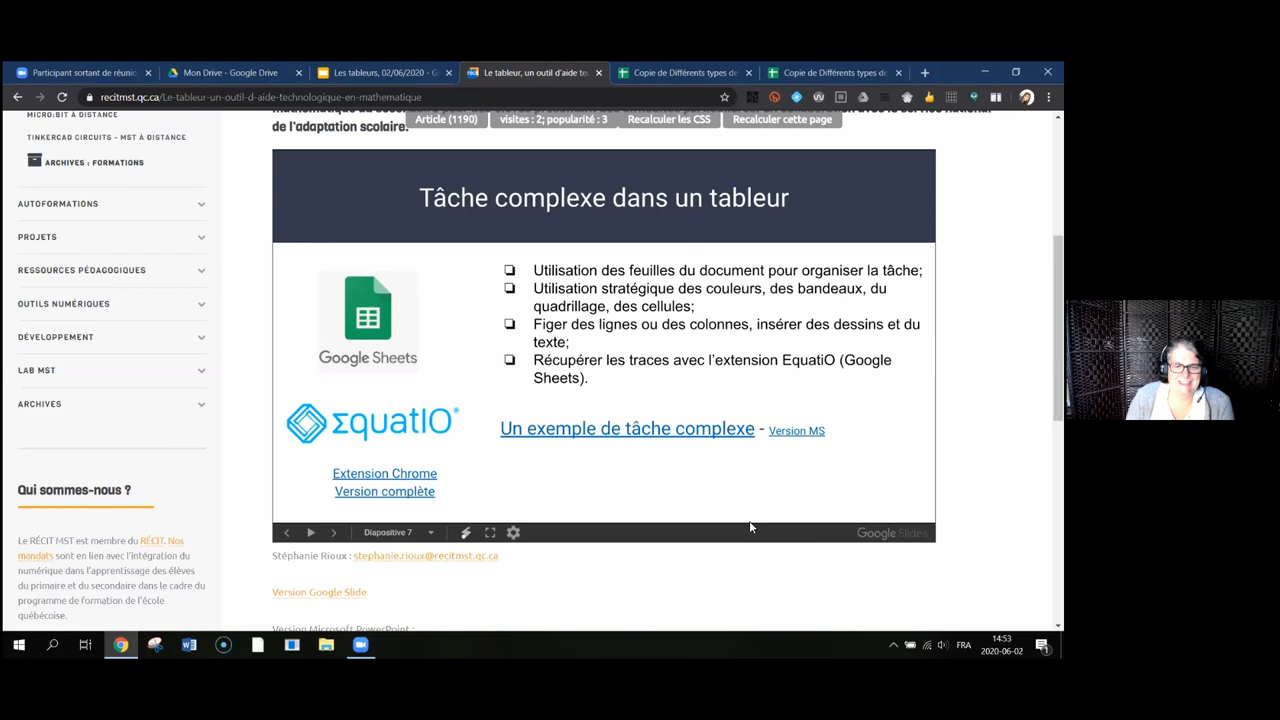 Participant sortant de réunio
Mon Drive - Google Drive
Les tableurs, 02/06/2020 - G
Le tableur, un outil d'aide te
Copie de Différents types de
Copie de Différents types de
recitmst.qc.ca/Le-tableur-un-outil-d-aide-technologique-en-mathematique
MICRO:BIT À DISTANCE
TINKERCAD CIRCUITS - MST À DISTANCE
ARCHIVES : FORMATIONS
AUTOFORMATIONS
PROJETS
RESSOURCES PÉDAGOGIQUES
OUTILS NUMÉRIQUES
DÉVELOPPEMENT
LAB MST
ARCHIVES
Qui sommes-nous ?
Le RÉCIT MST est membre du RÉCIT. Nos
mandats sont en lien avec l'intégration du
numérique dans l'apprentissage des élèves
du primaire et du secondaire dans le cadre du
programme de formation de l'école
québécoise.
de l'adaptation scolaire.
Article (1190)
visites : 2; popularité : 3
Recalculer les CSS
Recalculer cette page
Tâche complexe dans un tableur
Google Sheets
EquatIO®
Extension Chrome
Version complète
Utilisation des feuilles du document pour organiser la tâche;
Utilisation stratégique des couleurs, des bandeaux, du
quadrillage, des cellules;
Figer des lignes ou des colonnes, insérer des dessins et du
texte;
Récupérer les traces avec l'extension EquatiO (Google
Sheets).
Un exemple de tâche complexe - Version MS
Diapositive 7
Google Slides
Stéphanie Rioux : stephanie.rioux@recitmst.qc.ca
Version Google Slide
Version Microsoft PowerPoint :
FRA
14:53
2020-06-02